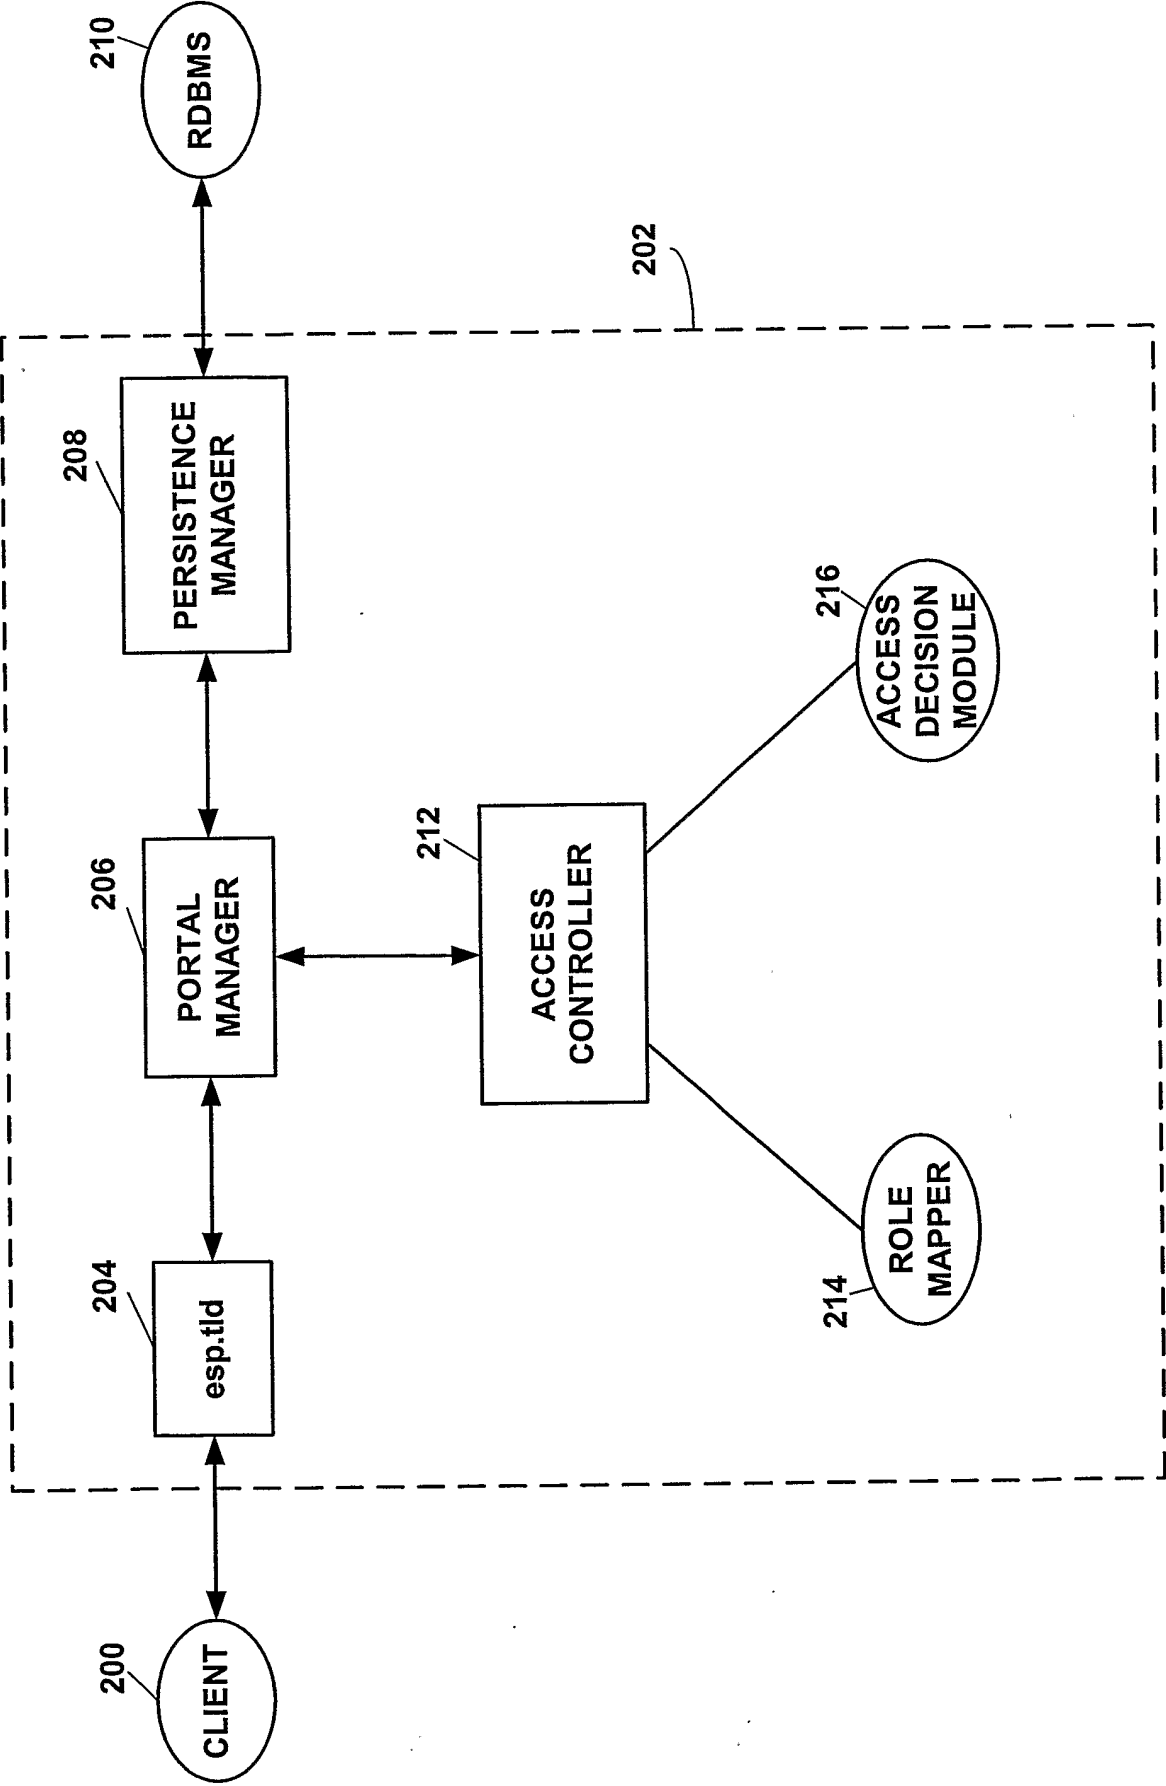 200
CLIENT
204
esp.tld
206
PORTAL
MANAGER
208
PERSISTENCE
MANAGER
210
RDBMS
202
212
ACCESS
CONTROLLER
214
ROLE
MAPPER
216
ACCESS
DECISION
MODULE